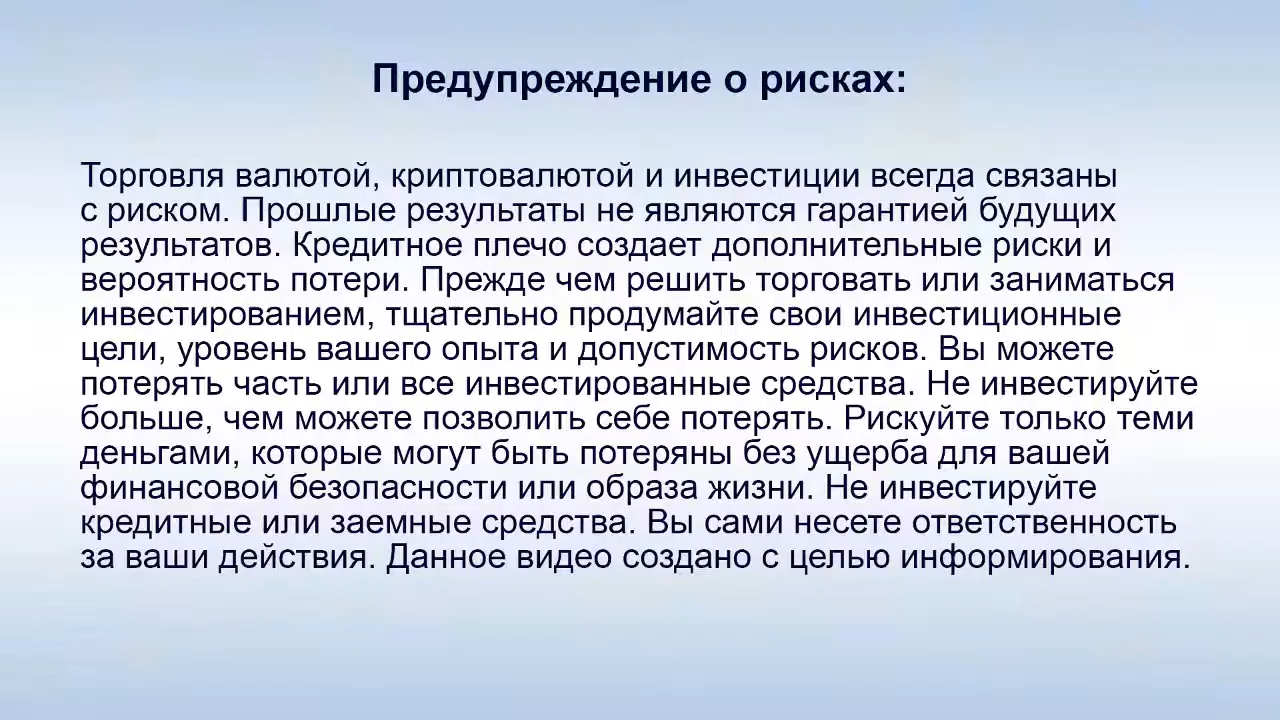 Предупреждение о рисках:
Торговля валютой, криптовалютой и инвестиции всегда связаны
с риском. Прошлые результаты не являются гарантией будущих
результатов. Кредитное плечо создает дополнительные риски и
вероятность потери. Прежде чем решить торговать или заниматься
инвестированием, тщательно продумайте свои инвестиционные
цели, уровень вашего опыта и допустимость рисков. Вы можете
потерять часть или все инвестированные средства. Не инвестируйте
больше, чем можете позволить себе потерять. Рискуйте только теми
деньгами, которые могут быть потеряны без ущерба для вашей
финансовой безопасности или образа жизни. Не инвестируйте
кредитные или заемные средства. Вы сами несете ответственность
за ваши действия. Данное видео создано с целью информирования.